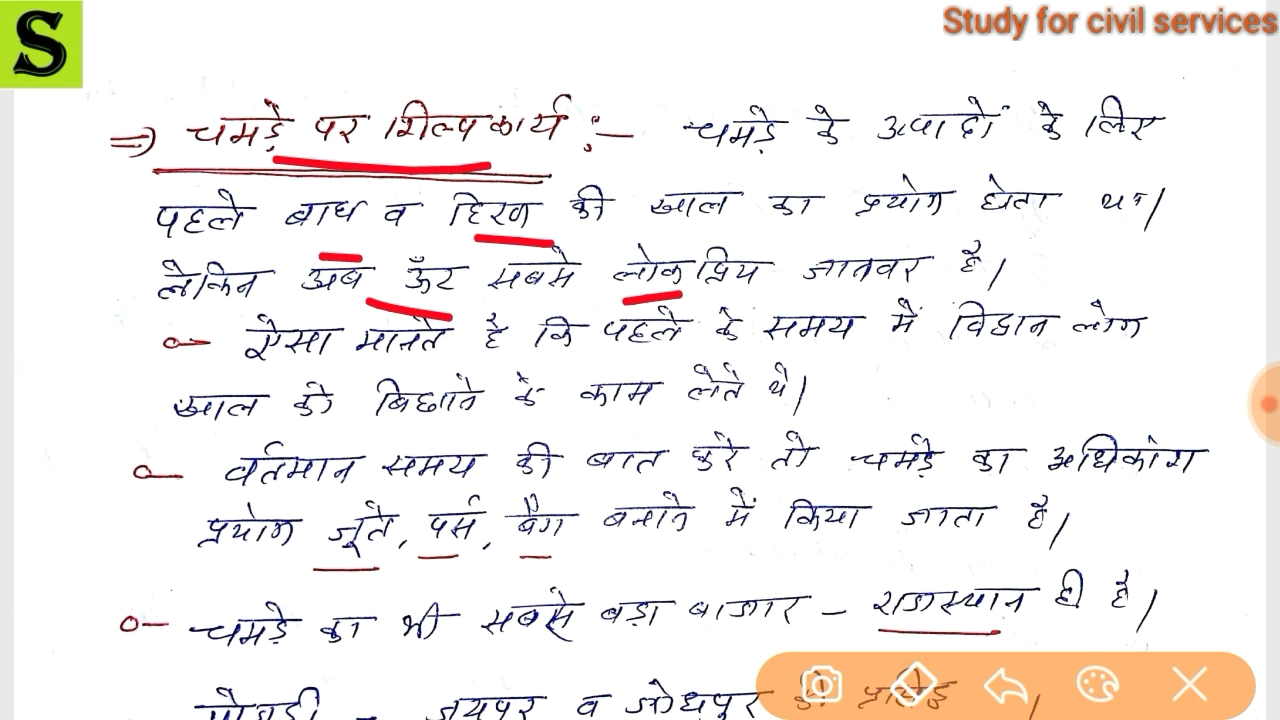 S
Study for civil services
=) चमड़े पर शिल्पकार्य :- चमड़े के उत्पादों के लिए
पहले बाघ व हिरण की खाल का प्रयोग होता था।
लेकिन अब ऊँट सबसे लोकप्रिय जानवर है।
ऐसा मानते है कि पहले के समय में विद्वान लोग
खाल को बिछाने के काम लेते थे।
वर्तमान समय की बात करे तो चमड़े का अधिकांश
प्रयोग जूते, पर्स, बैग बनाने में किया जाता है।
चमड़े का भी सबसे बड़ा बाजार - राजस्थान ही है।
- जयपुर व जोधपुर